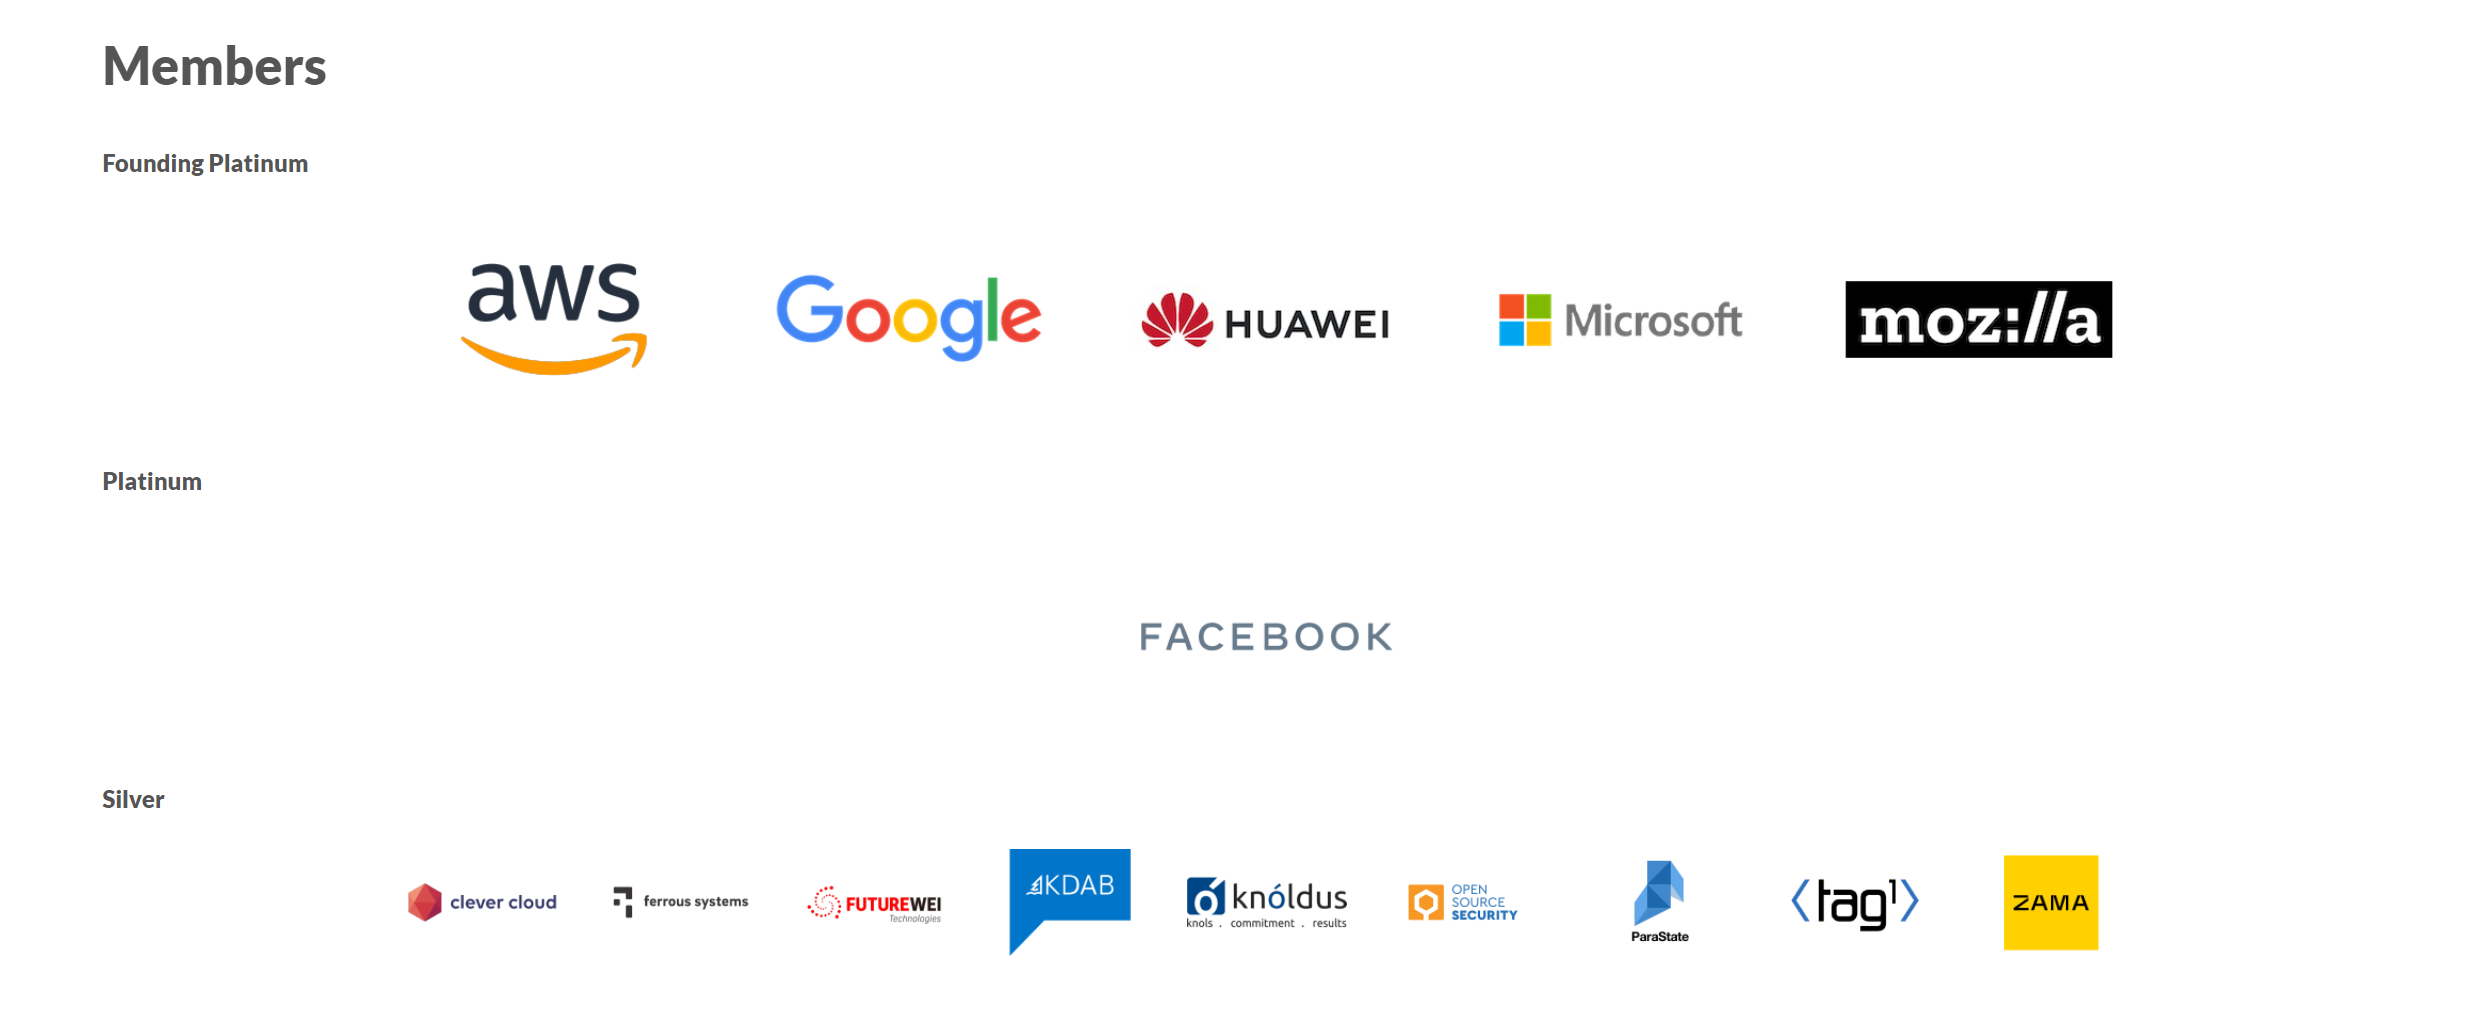 Members
Founding Platinum
aws
Google
HUAWEI
Microsoft
moz://a
Platinum
FACEBOOK
Silver
clever cloud
ferrous systems
FUTUREWEI
Technologies
KDAB
knóldus
knols . commitment . results
OPEN
SOURCE
SECURITY
ParaState
tag1
ZAMA